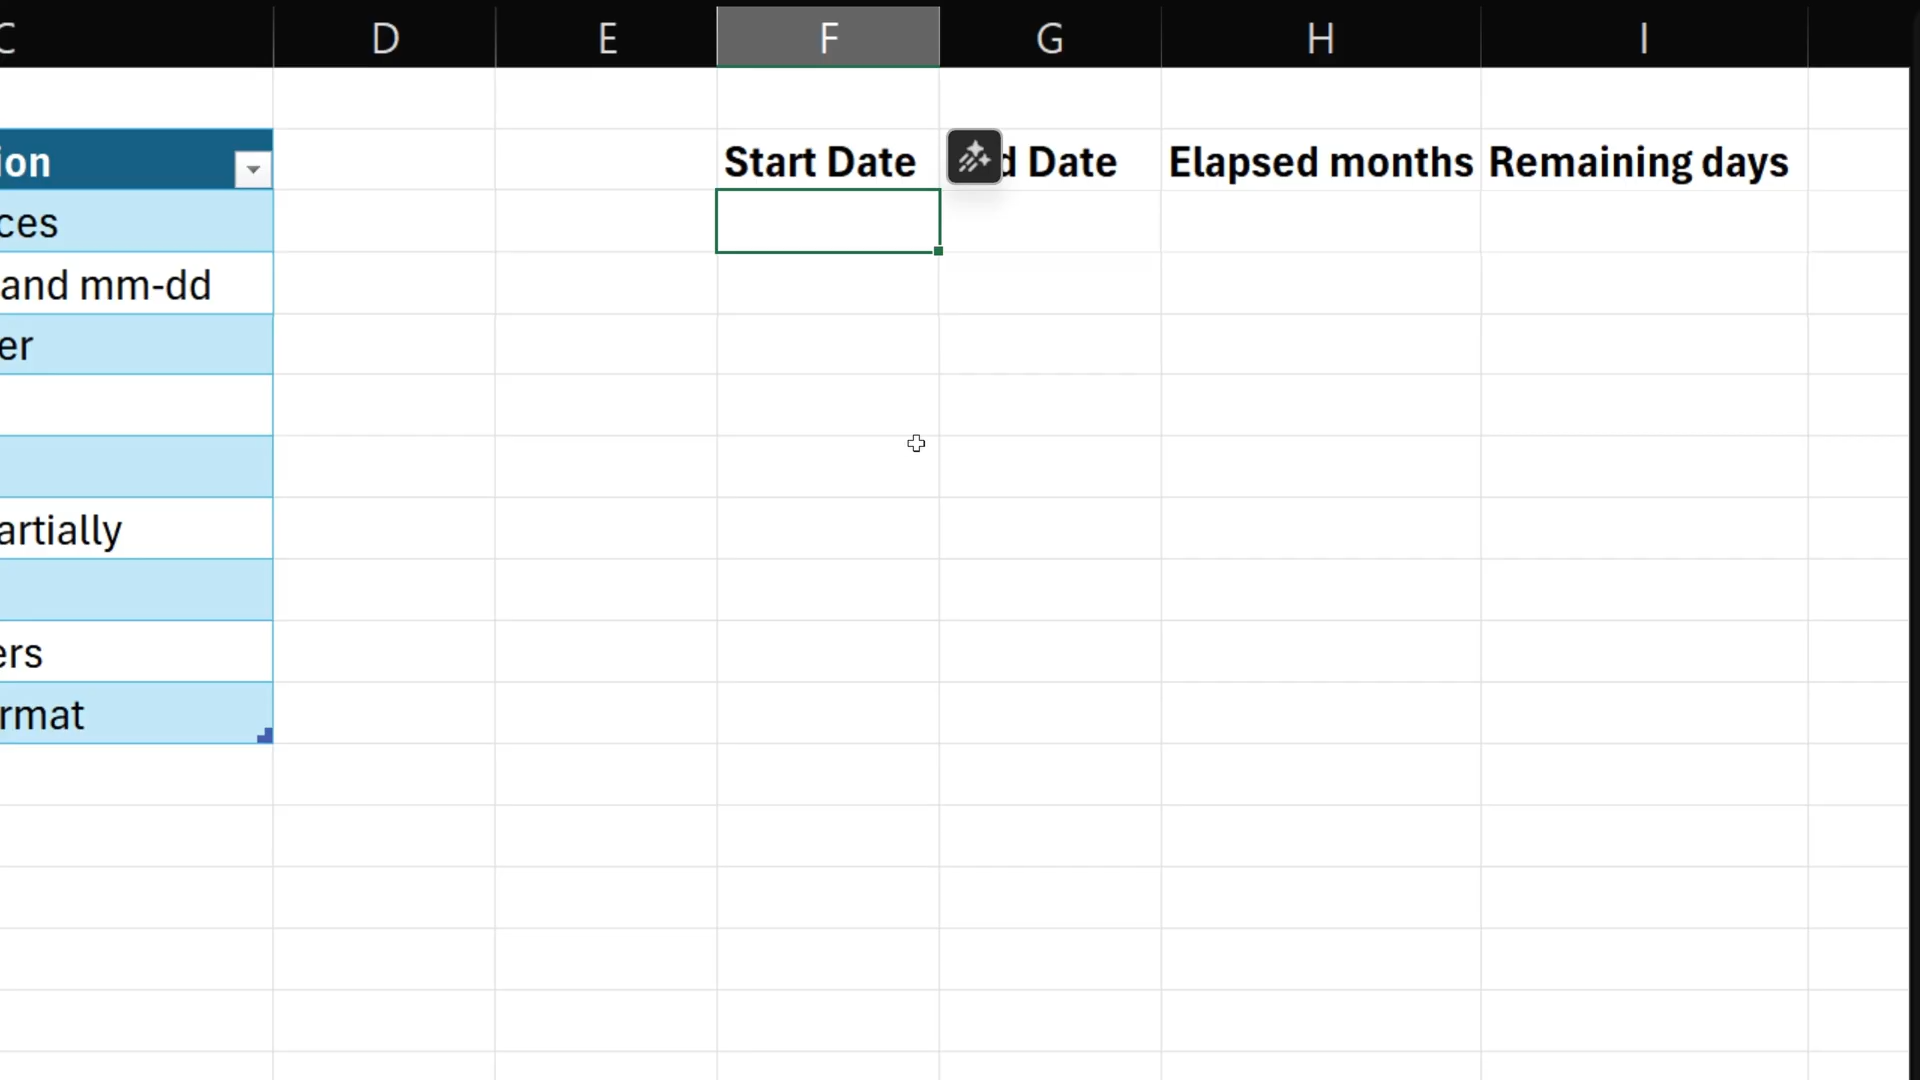 C D E F G H I
ion Start Date d Date Elapsed months Remaining days
ces
and mm-dd
er
artially
ers
rmat